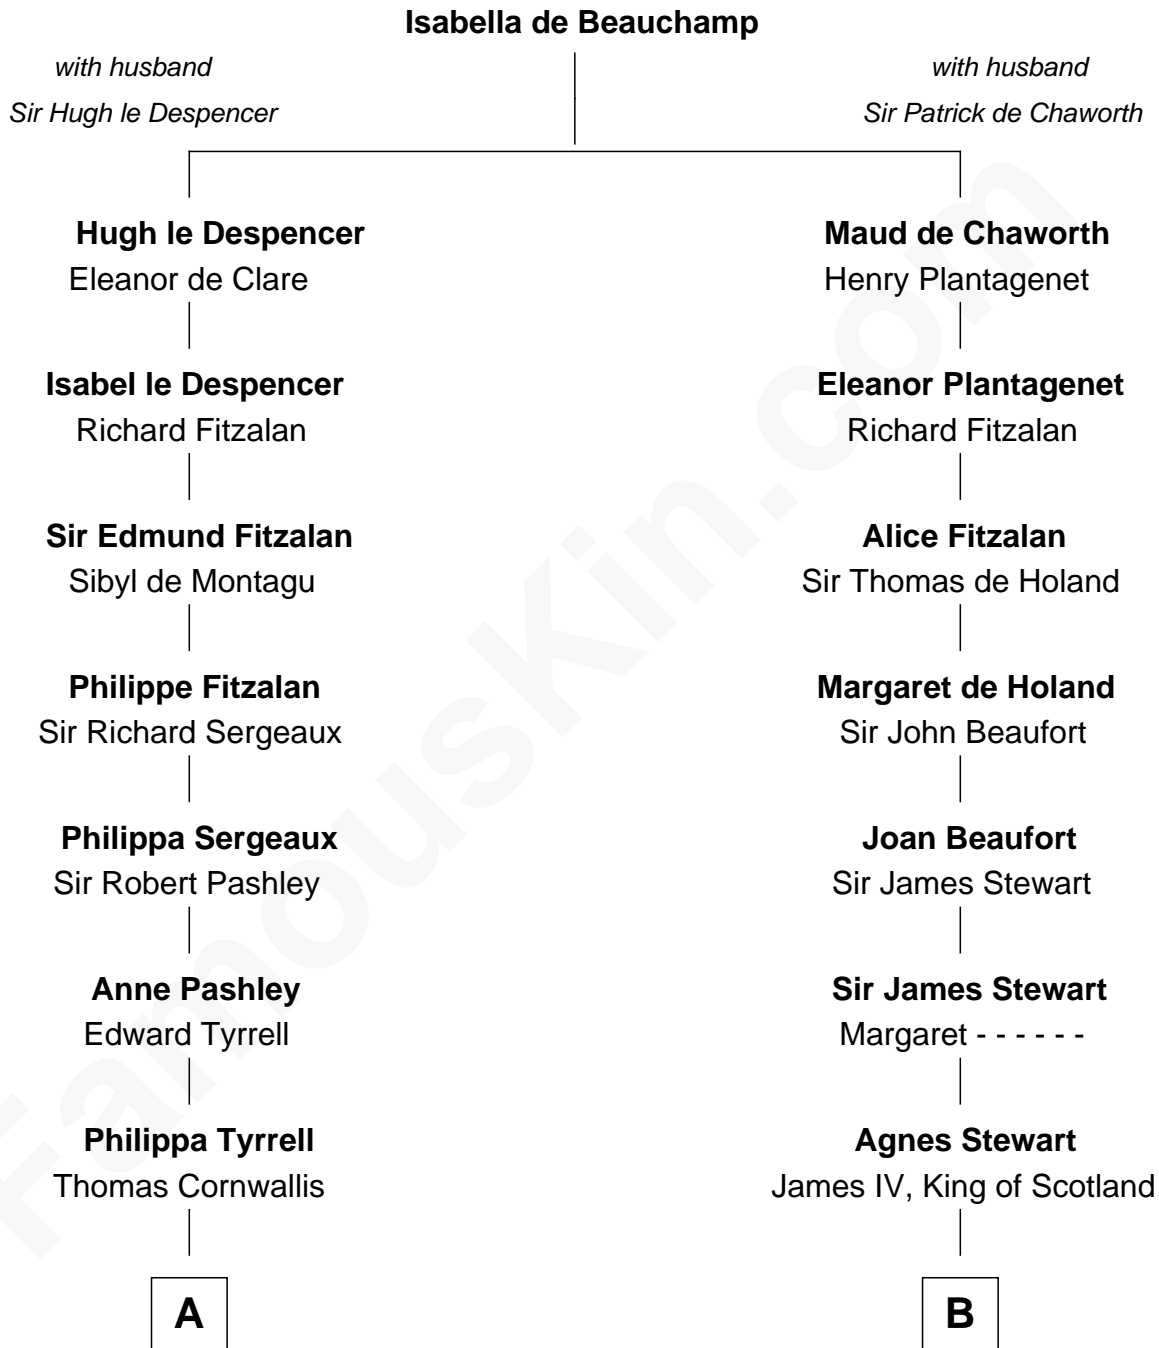 Isabella de Beauchamp
with husband
Sir Hugh le Despencer
with husband
Sir Patrick de Chaworth
Hugh le Despencer
Eleanor de Clare
Maud de Chaworth
Henry Plantagenet
Isabel le Despencer
Richard Fitzalan
Eleanor Plantagenet
Richard Fitzalan
Sir Edmund Fitzalan
Sibyl de Montagu
Alice Fitzalan
Sir Thomas de Holand
Philippe Fitzalan
Sir Richard Sergeaux
Margaret de Holand
Sir John Beaufort
Philippa Sergeaux
Sir Robert Pashley
Joan Beaufort
Sir James Stewart
Anne Pashley
Edward Tyrrell
Sir James Stewart
Margaret - - - - - -
Philippa Tyrrell
Thomas Cornwallis
Agnes Stewart
James IV, King of Scotland
A
B
FamousKin.com